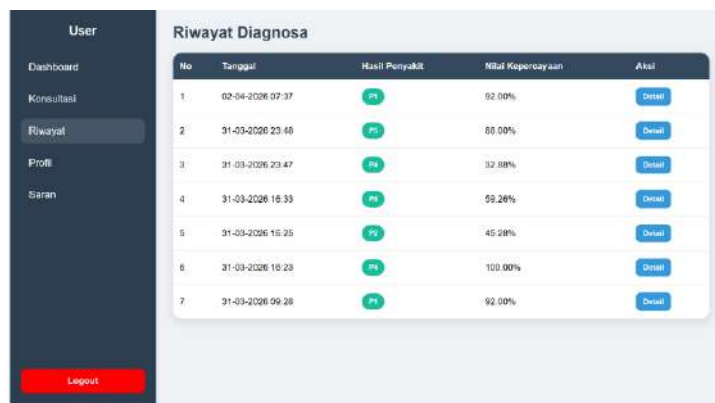 User
Dashboard
Konsultasi
Riwayat
Profil
Saran
Logout
Riwayat Diagnosa
No Tanggal Hasil Penyakit Nilai Kepercayaan Aksi
1 02-04-2026 07:37 P1 92.00% Detail
2 31-03-2026 23:48 88.00% Detail
3 31-03-2026 23:47 P4 32.88% Detail
4 31-03-2026 16:33 59.26% Detail
5 31-03-2026 16:25 P2 45.28% Detail
6 31-03-2026 16:23 P4 100.00% Detail
7 31-03-2026 09:28 P1 92.00% Detail